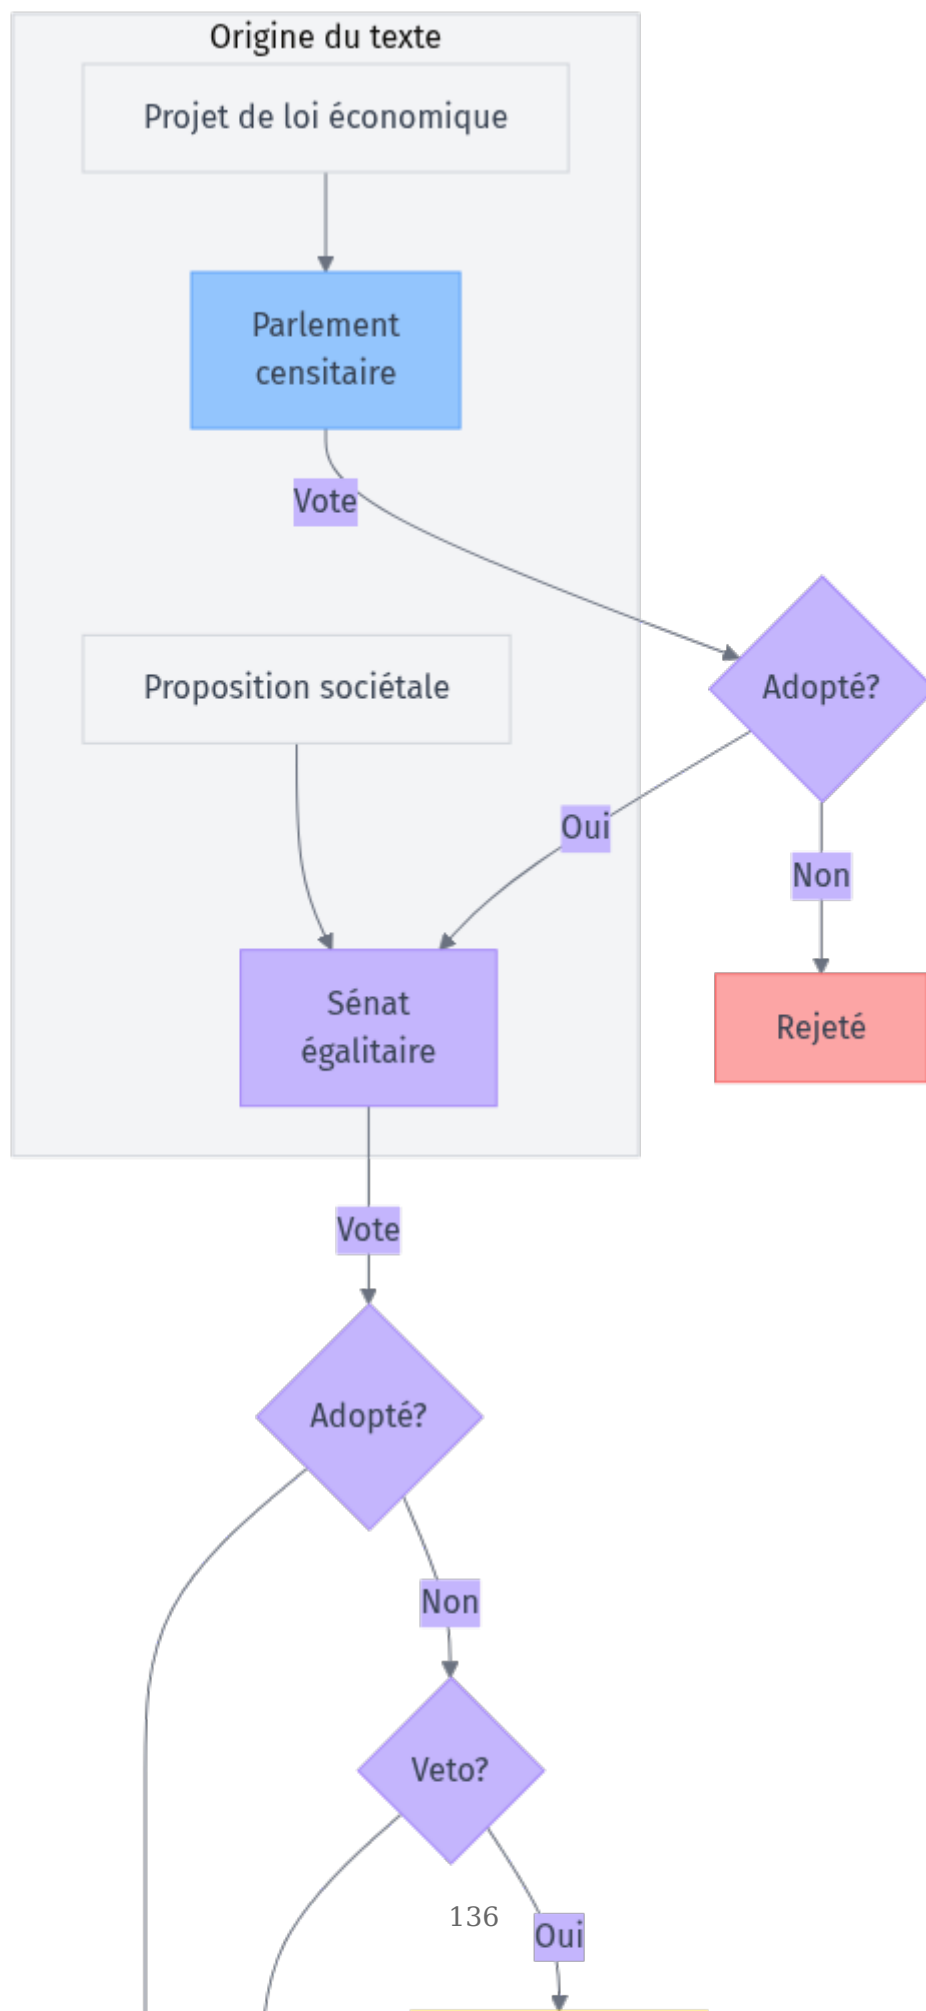 Origine du texte
Projet de loi économique
Parlement
censitaire
Vote
Proposition sociétale
Adopté?
Oui
Non
Sénat
égalitaire
Rejeté
Vote
Adopté?
Non
Veto?
136
Oui